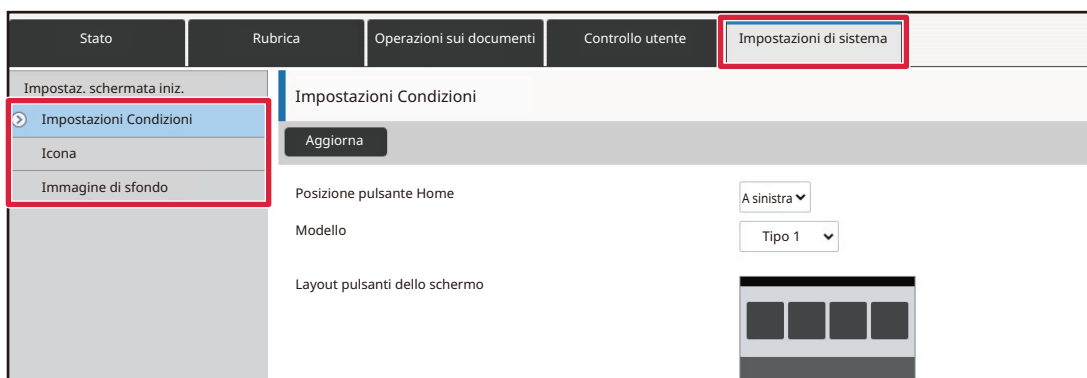 Stato Rubrica Operazioni sui documenti Controllo utente Impostazioni di sistema
Impostaz. schermata iniz.
Impostazioni Condizioni
Icona
Immagine di sfondo
Impostazioni Condizioni
Aggiorna
Posizione pulsante Home A sinistra
Modello Tipo 1
Layout pulsanti dello schermo